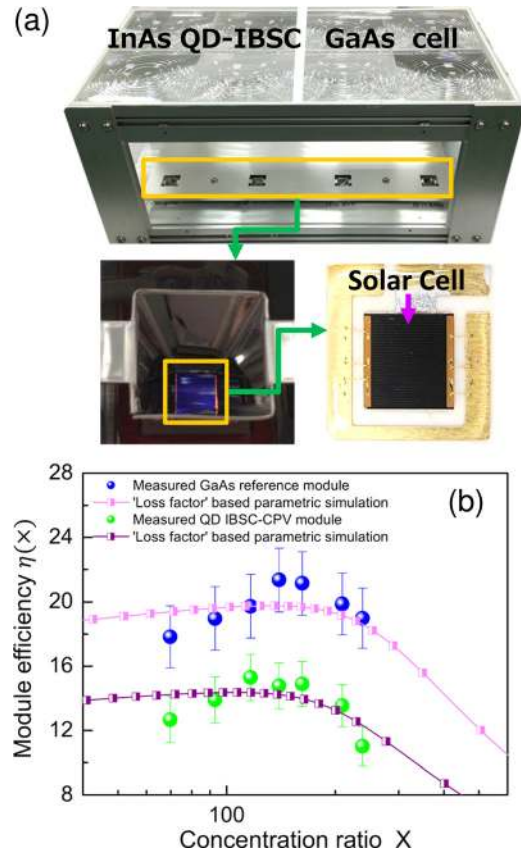 (a)
InAs QD-IBSC GaAs cell
Solar Cell
(b)
Measured GaAs reference module
'Loss factor' based parametric simulation
Measured QD IBSC-CPV module
'Loss factor' based parametric simulation
Module efficiency η(×)
28
24
20
16
12
8
100
Concentration ratio X